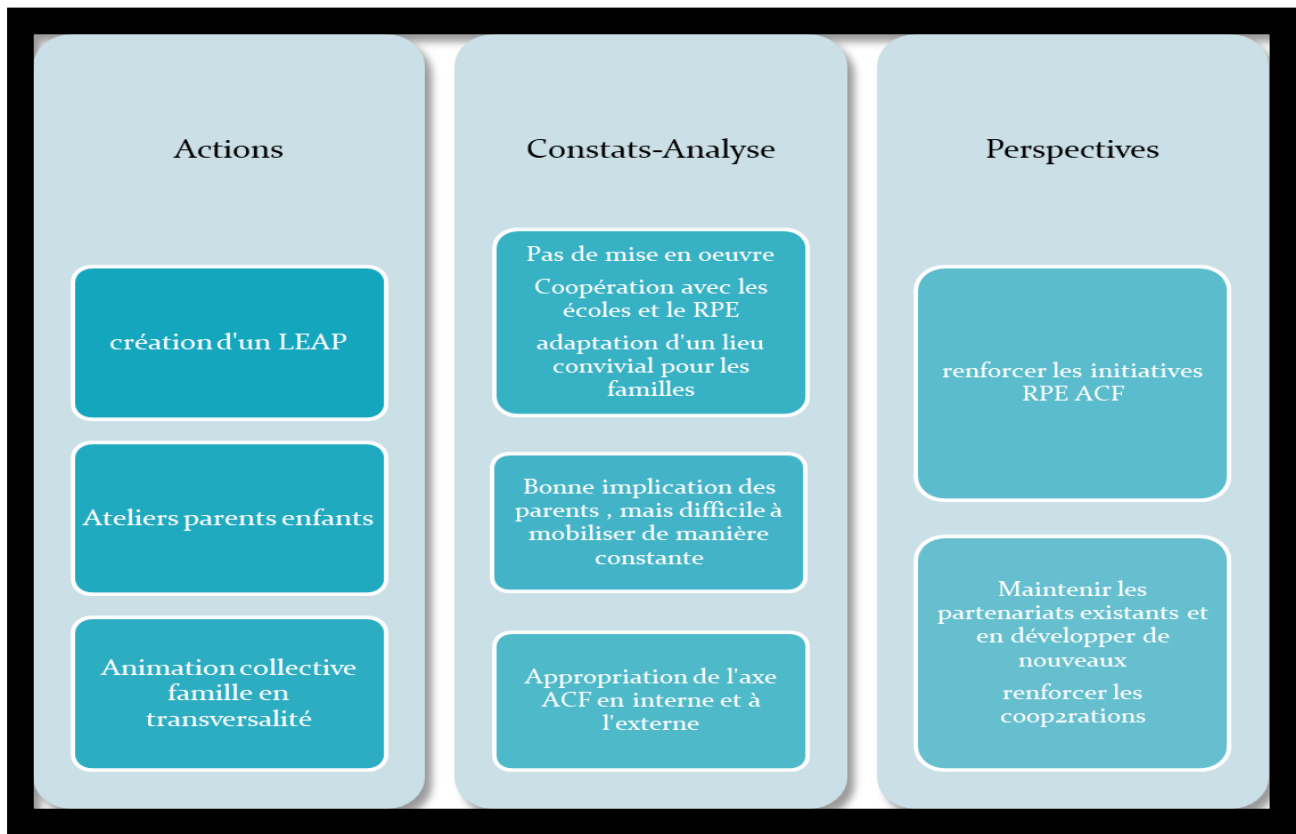 Actions
création d'un LEAP
Ateliers parents enfants
Animation collective
famille en
transversalité
Constats-Analyse
Pas de mise en oeuvre
Coopération avec les
écoles et le RPE
adaptation d'un lieu
convivial pour les
familles
Bonne implication des
parents , mais difficile à
mobiliser de manière
constante
Appropriation de l'axe
ACF en interne et à
l'externe
Perspectives
renforcer les initiatives
RPE ACF
Maintenir les
partenariats existants et
en développer de
nouveaux
renforcer les
coop2rations